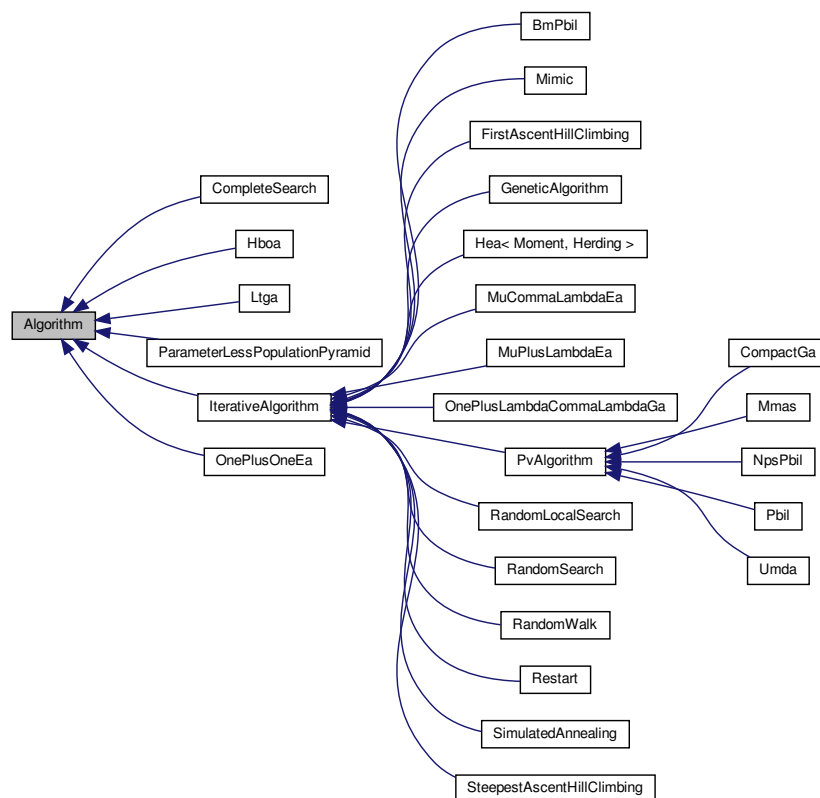 BmPbil
Mimic
FirstAscentHillClimbing
CompleteSearch
GeneticAlgorithm
Hboa
Hea< Moment, Herding >
Ltga
MuCommaLambdaEa
Algorithm
ParameterLessPopulationPyramid
MuPlusLambdaEa
CompactGa
IterativeAlgorithm
OnePlusLambdaCommaLambdaGa
Mmas
OnePlusOneEa
PvAlgorithm
NpsPbil
RandomLocalSearch
Pbil
RandomSearch
Umda
RandomWalk
Restart
SimulatedAnnealing
SteepestAscentHillClimbing